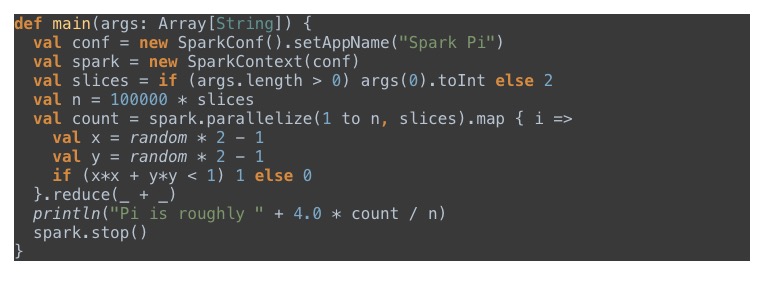 def main(args: Array[String]) {
  val conf = new SparkConf().setAppName("Spark Pi")
  val spark = new SparkContext(conf)
  val slices = if (args.length > 0) args(0).toInt else 2
  val n = 100000 * slices
  val count = spark.parallelize(1 to n, slices).map { i =>
    val x = random * 2 - 1
    val y = random * 2 - 1
    if (x*x + y*y < 1) 1 else 0
  }.reduce(_ + _)
  println("Pi is roughly " + 4.0 * count / n)
  spark.stop()
}